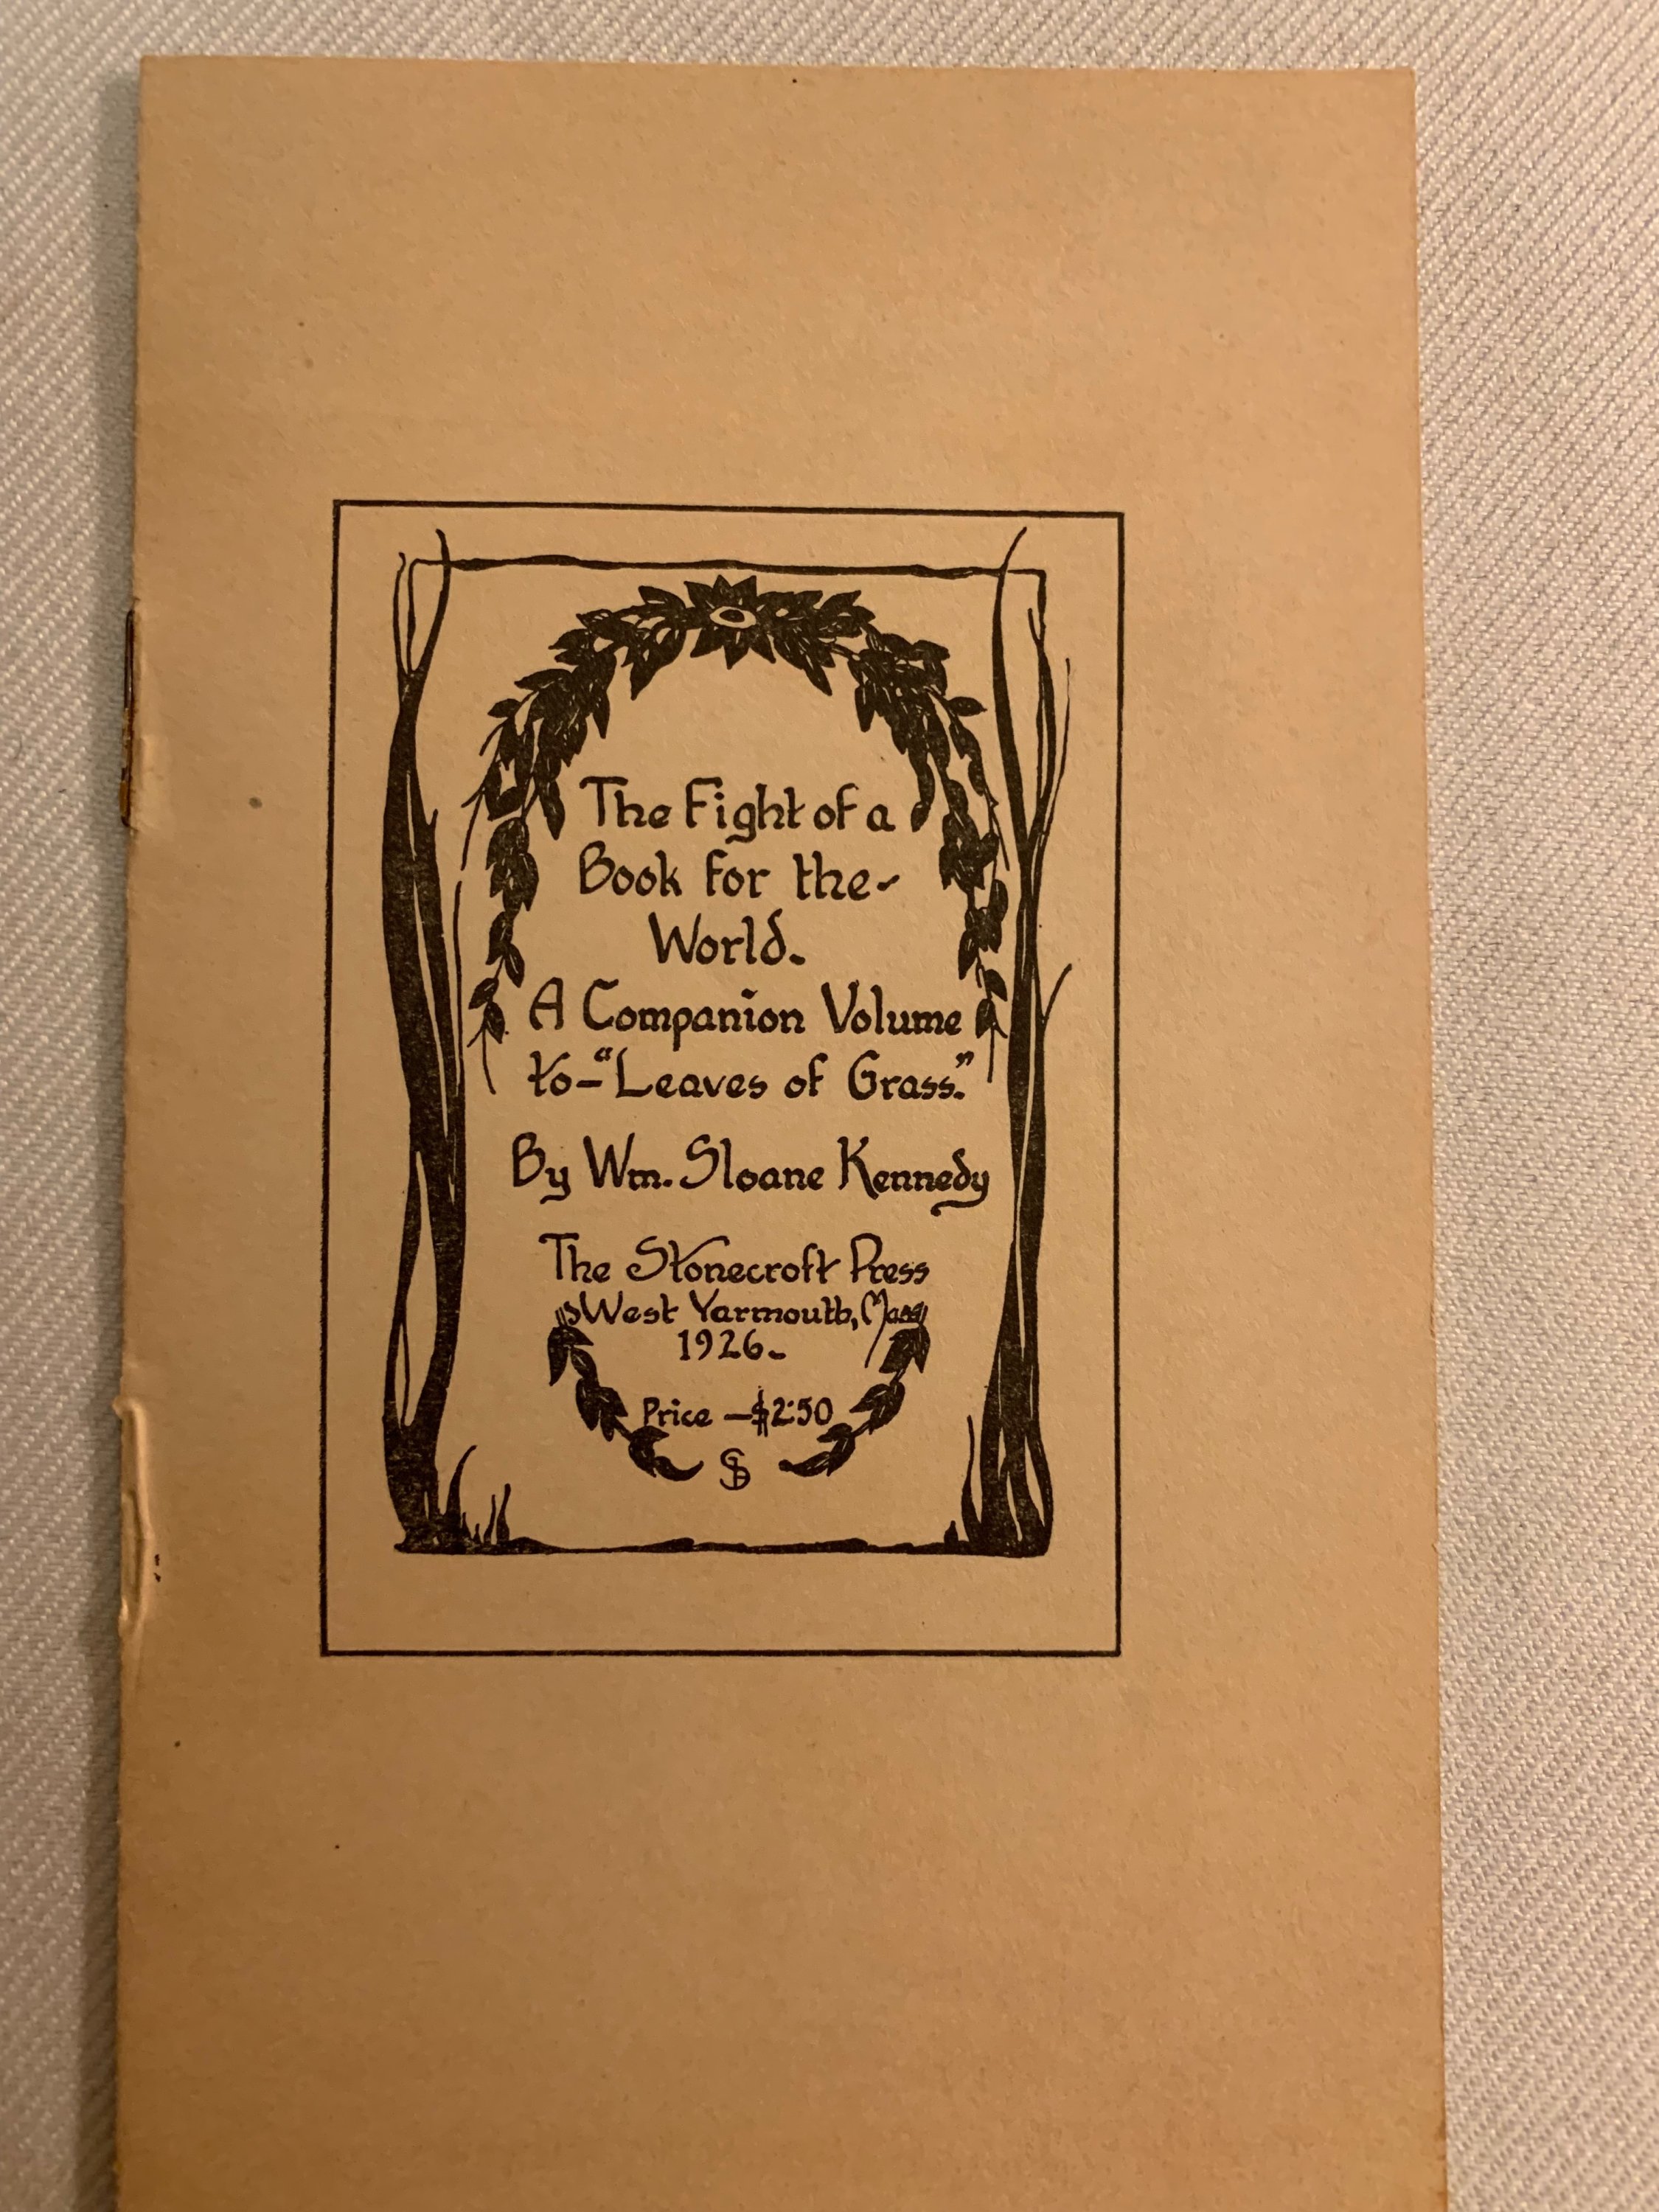 The Fight of a
Book for the-
World.
A Companion Volume
to-"Leaves of Grass."
By Wm. Sloane Kennedy
The Stonecroft Press
West Yarmouth, Mass
1926.
Price -$2.50